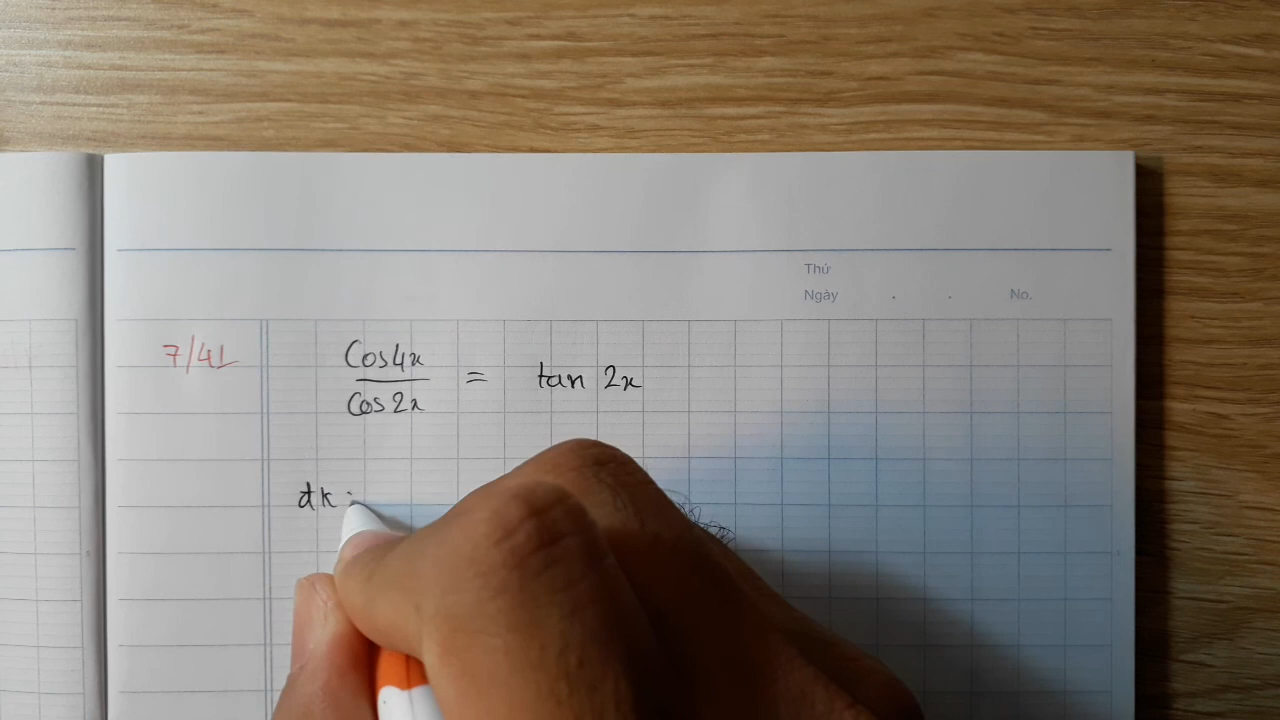 Thứ
Ngày . . No.
7/41
Cos4x
Cos2x
= tan 2x
đk :